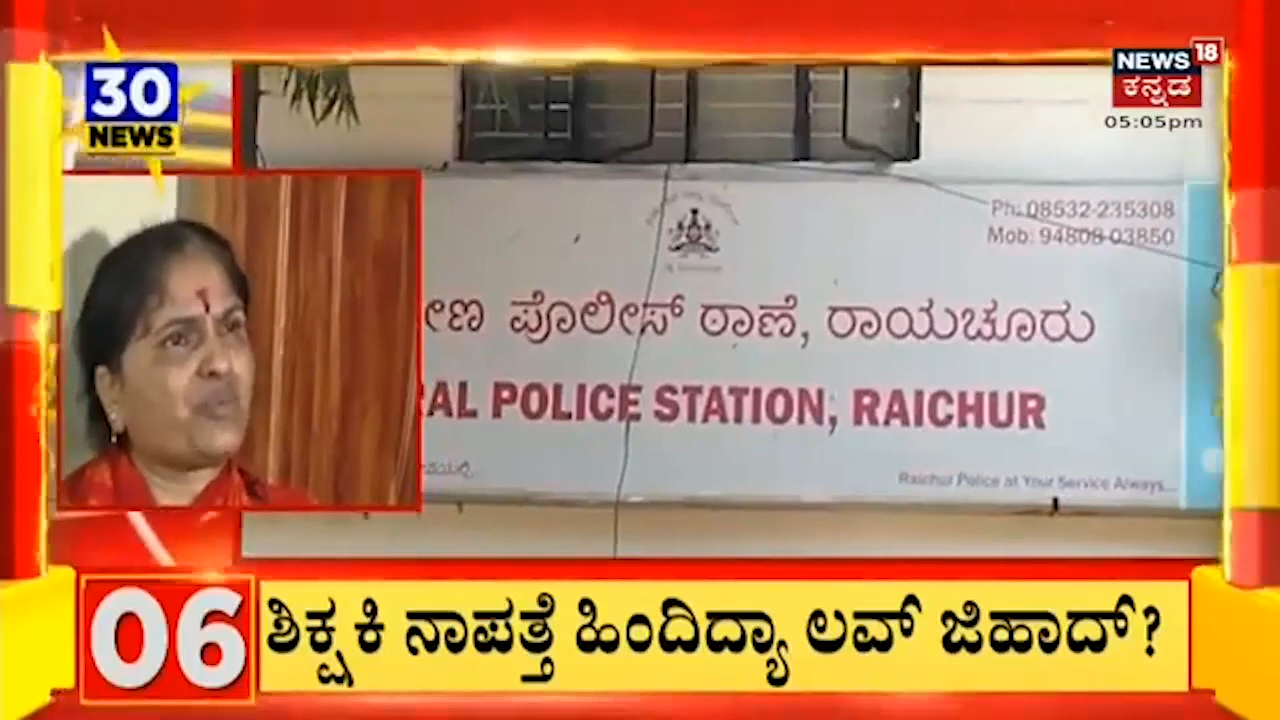 30
NEWS
NEWS 18
ಕನ್ನಡ
05:05pm
Ph: 08532-235308
Mob: 94808-03850
ಪೊಲೀಸ್ ಠಾಣೆ, ರಾಯಚೂರು
POLICE STATION, RAICHUR
Raichur Police at Your Service Always...
06
ಶಿಕ್ಷಕಿ ನಾಪತ್ತೆ ಹಿಂದಿದ್ಯಾ ಲವ್ ಜಿಹಾದ್?